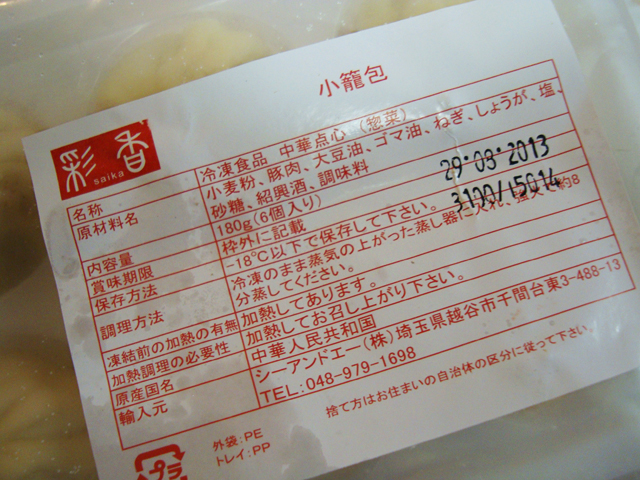 小籠包
彩香
saika
名称 冷凍食品 中華点心 (惣菜)
原材料名 小麦粉、豚肉、大豆油、ゴマ油、ねぎ、しょうが、塩、
砂糖、紹興酒、調味料
内容量 180g(6個入り)
賞味期限 枠外に記載
保存方法 -18℃以下で保存して下さい。
調理方法 冷凍のまま蒸気の上がった蒸し器に入れ、強火で約8
分蒸してください。
凍結前の加熱の有無 加熱してあります。
加熱調理の必要性 加熱してお召し上がり下さい。
原産国名 中華人民共和国
輸入元 シーアンドエー(株)埼玉県越谷市千間台東3-488-13
TEL:048-979-1698
29.08.2013
3100/15014
捨て方はお住まいの自治体の区分に従って下さい。
外袋:PE
トレイ:PP
プラ